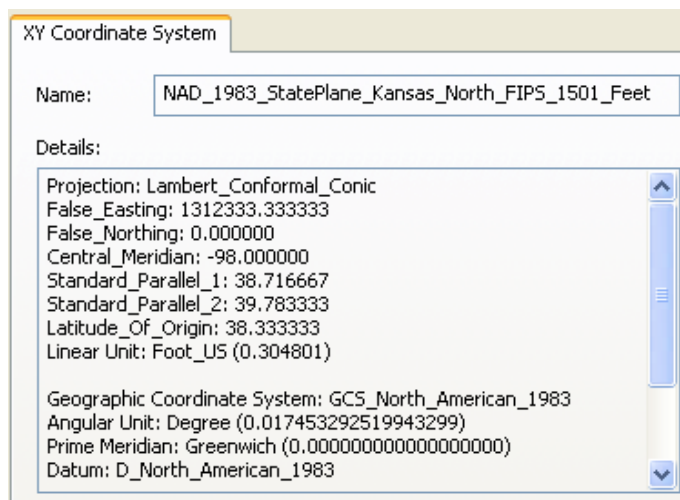 XY Coordinate System
Name: NAD_1983_StatePlane_Kansas_North_FIPS_1501_Feet
Details:
Projection: Lambert_Conformal_Conic
False_Easting: 1312333.333333
False_Northing: 0.000000
Central_Meridian: -98.000000
Standard_Parallel_1: 38.716667
Standard_Parallel_2: 39.783333
Latitude_Of_Origin: 38.333333
Linear Unit: Foot_US (0.304801)
Geographic Coordinate System: GCS_North_American_1983
Angular Unit: Degree (0.017453292519943299)
Prime Meridian: Greenwich (0.000000000000000000)
Datum: D_North_American_1983